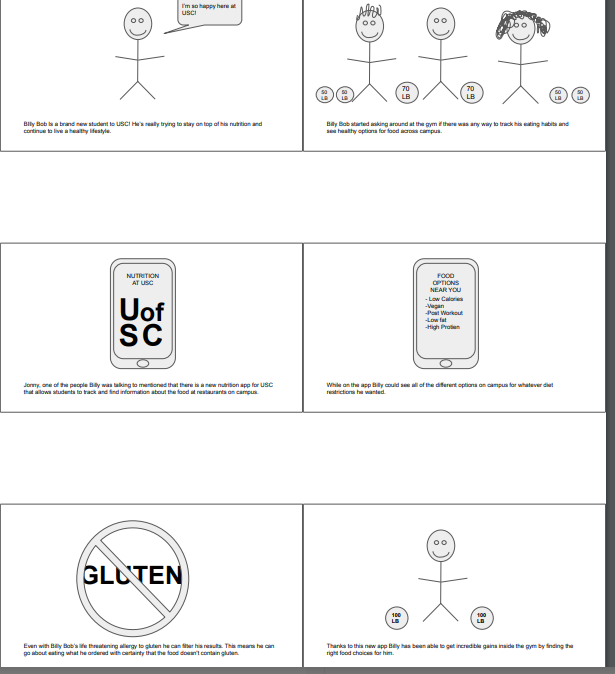 I'm so happy here at
USC!
Billy Bob is a brand new student to USC! He's really trying to stay on top of his nutrition and
continue to live a healthy lifestyle.
50
LB
50
LB
70
LB
70
LB
50
LB
50
LB
Billy Bob started asking around at the gym if there was any way to track his eating habits and
see healthy options for food across campus.
NUTRITION
AT USC
Uof
SC
Jonny, one of the people Billy was talking to mentioned that there is a new nutrition app for USC
that allows students to track and find information about the food at restaurants on campus.
FOOD
OPTIONS
NEAR YOU
- Low Calories
-Vegan
-Post Workout
-Low fat
-High Protien
While on the app Billy could see all of the different options on campus for whatever diet
restrictions he wanted.
GLUTEN
Even with Billy Bob's life threatening allergy to gluten he can filter his results. This means he can
go about eating what he ordered with certainty that the food doesn't contain gluten.
100
LB
100
LB
Thanks to this new app Billy has been able to get incredible gains inside the gym by finding the
right food choices for him.